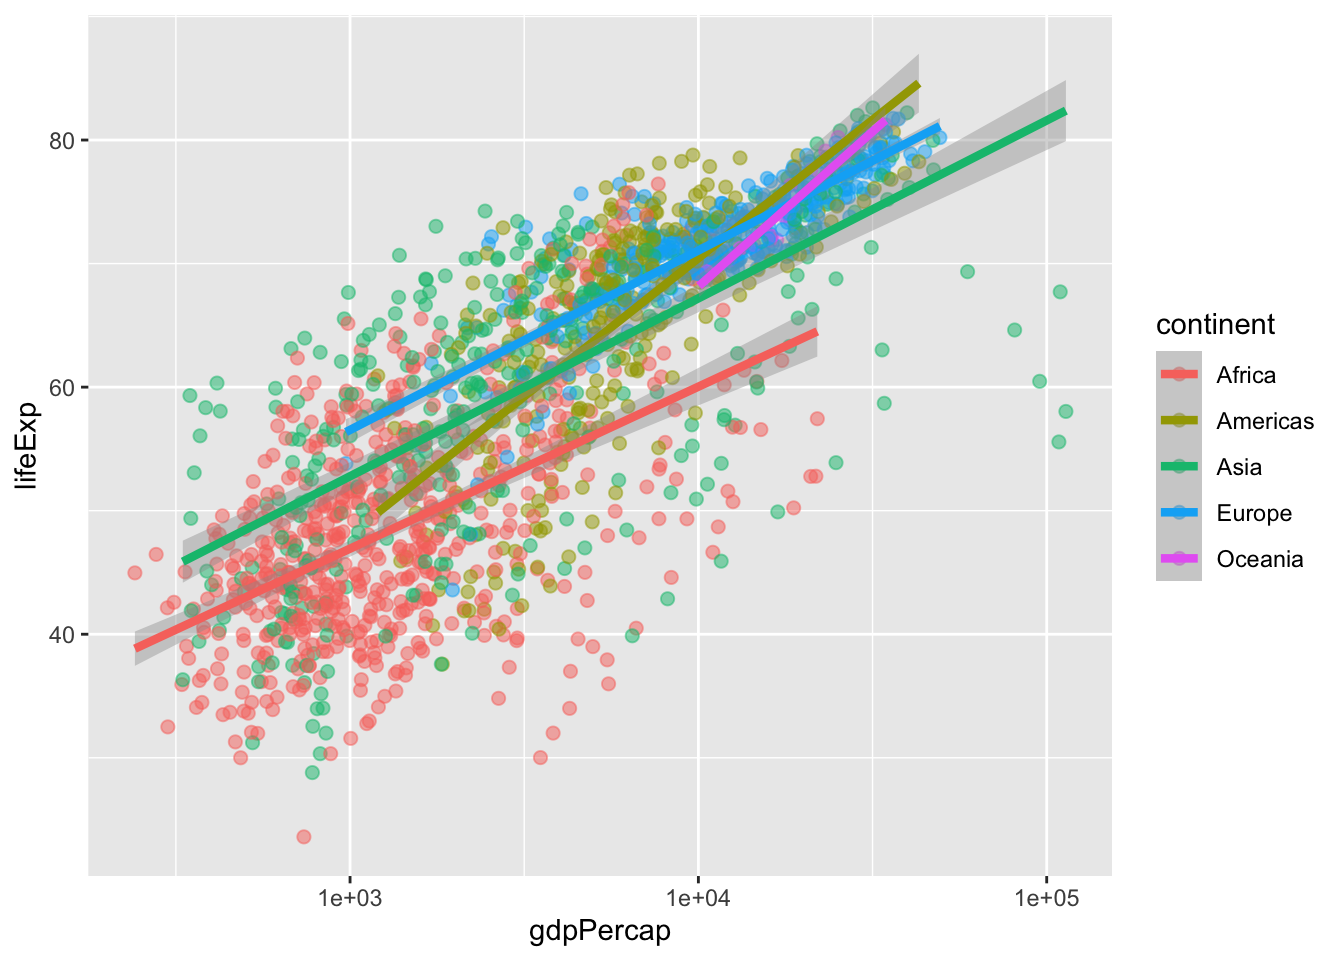 80
60
40
lifeExp
1e+03
1e+04
1e+05
gdpPercap
continent
Africa
Americas
Asia
Europe
Oceania